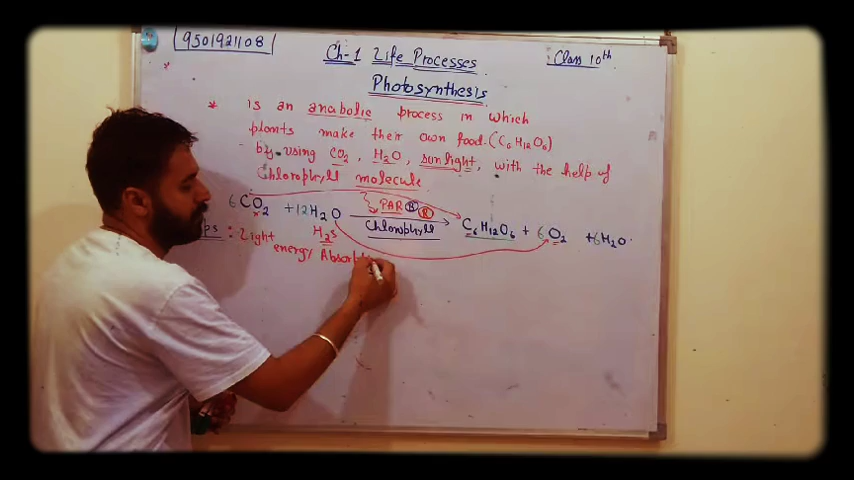 9501921108
Ch-1 Life Processes
Class 10th
Photosynthesis
* is an anabolic process in which
plants make their own food. (C6H12O6)
by using CO2, H2O, sunlight, with the help of
Chlorophyll molecule
6CO2 + 12H2O PAR B R Chlorophyll → C6H12O6 + 6O2 + 6H2O
H2S
: Light
energy